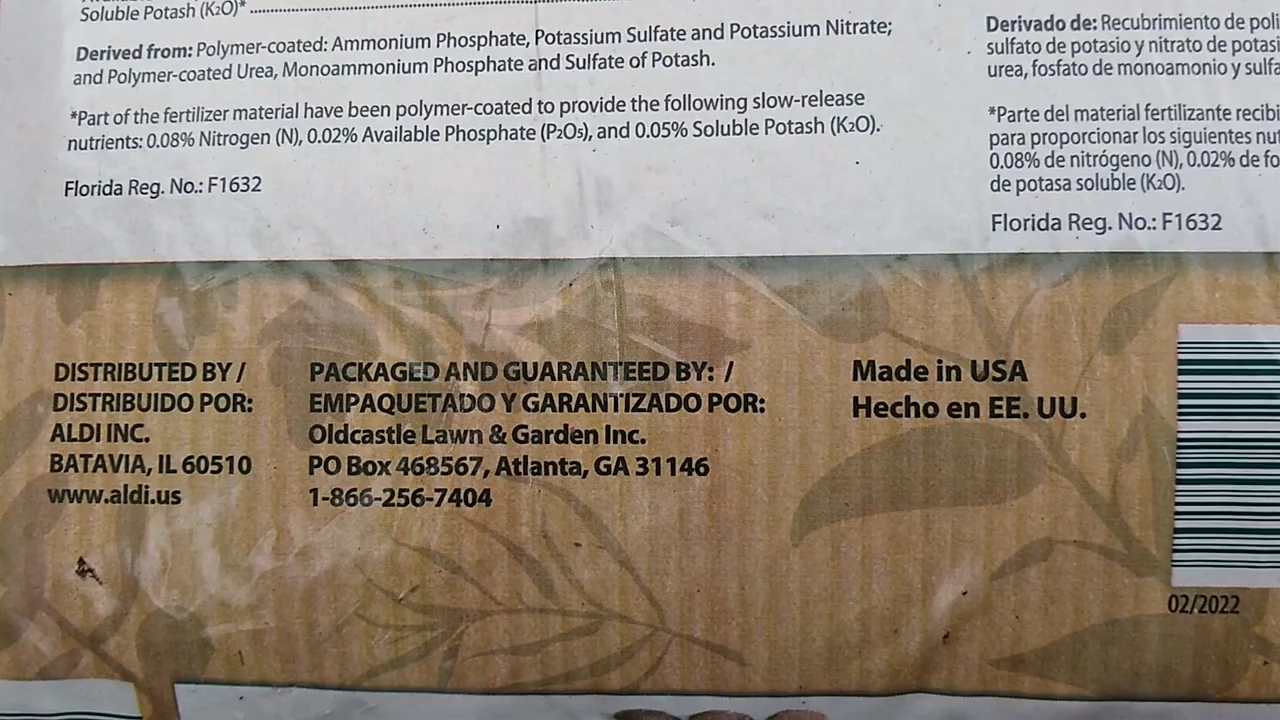 Soluble Potash (K₂O)*
Derived from: Polymer-coated: Ammonium Phosphate, Potassium Sulfate and Potassium Nitrate;
and Polymer-coated Urea, Monoammonium Phosphate and Sulfate of Potash.
*Part of the fertilizer material have been polymer-coated to provide the following slow-release
nutrients: 0.08% Nitrogen (N), 0.02% Available Phosphate (P₂O₅), and 0.05% Soluble Potash (K₂O).
Florida Reg. No.: F1632
Derivado de: Recubrimiento de
sulfato de potasio y nitrato de
urea, fosfato de monoamonio y
*Parte del material fertilizante
para proporcionar los siguientes
0.08% de nitrógeno (N), 0.02% de
de potasa soluble (K₂O).
Florida Reg. No.: F1632
DISTRIBUTED BY /
DISTRIBUIDO POR:
ALDI INC.
BATAVIA, IL 60510
www.aldi.us
PACKAGED AND GUARANTEED BY: /
EMPAQUETADO Y GARANTIZADO POR:
Oldcastle Lawn & Garden Inc.
PO Box 468567, Atlanta, GA 31146
1-866-256-7404
Made in USA
Hecho en EE. UU.
02/2022